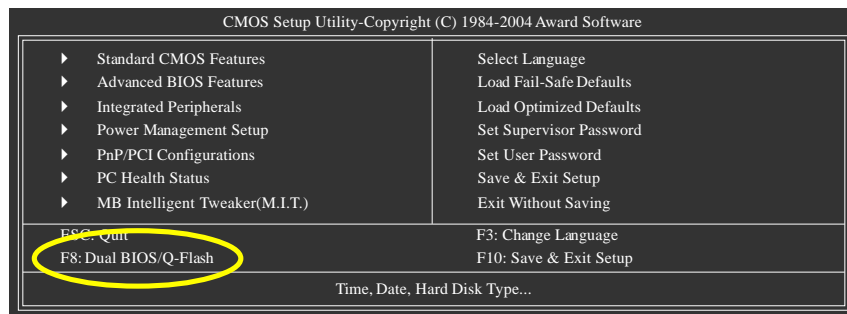 CMOS Setup Utility-Copyright (C) 1984-2004 Award Software
Standard CMOS Features
Advanced BIOS Features
Integrated Peripherals
Power Management Setup
PnP/PCI Configurations
PC Health Status
MB Intelligent Tweaker(M.I.T.)
Select Language
Load Fail-Safe Defaults
Load Optimized Defaults
Set Supervisor Password
Set User Password
Save & Exit Setup
Exit Without Saving
ESC: Quit
F8: Dual BIOS/Q-Flash
F3: Change Language
F10: Save & Exit Setup
Time, Date, Hard Disk Type...